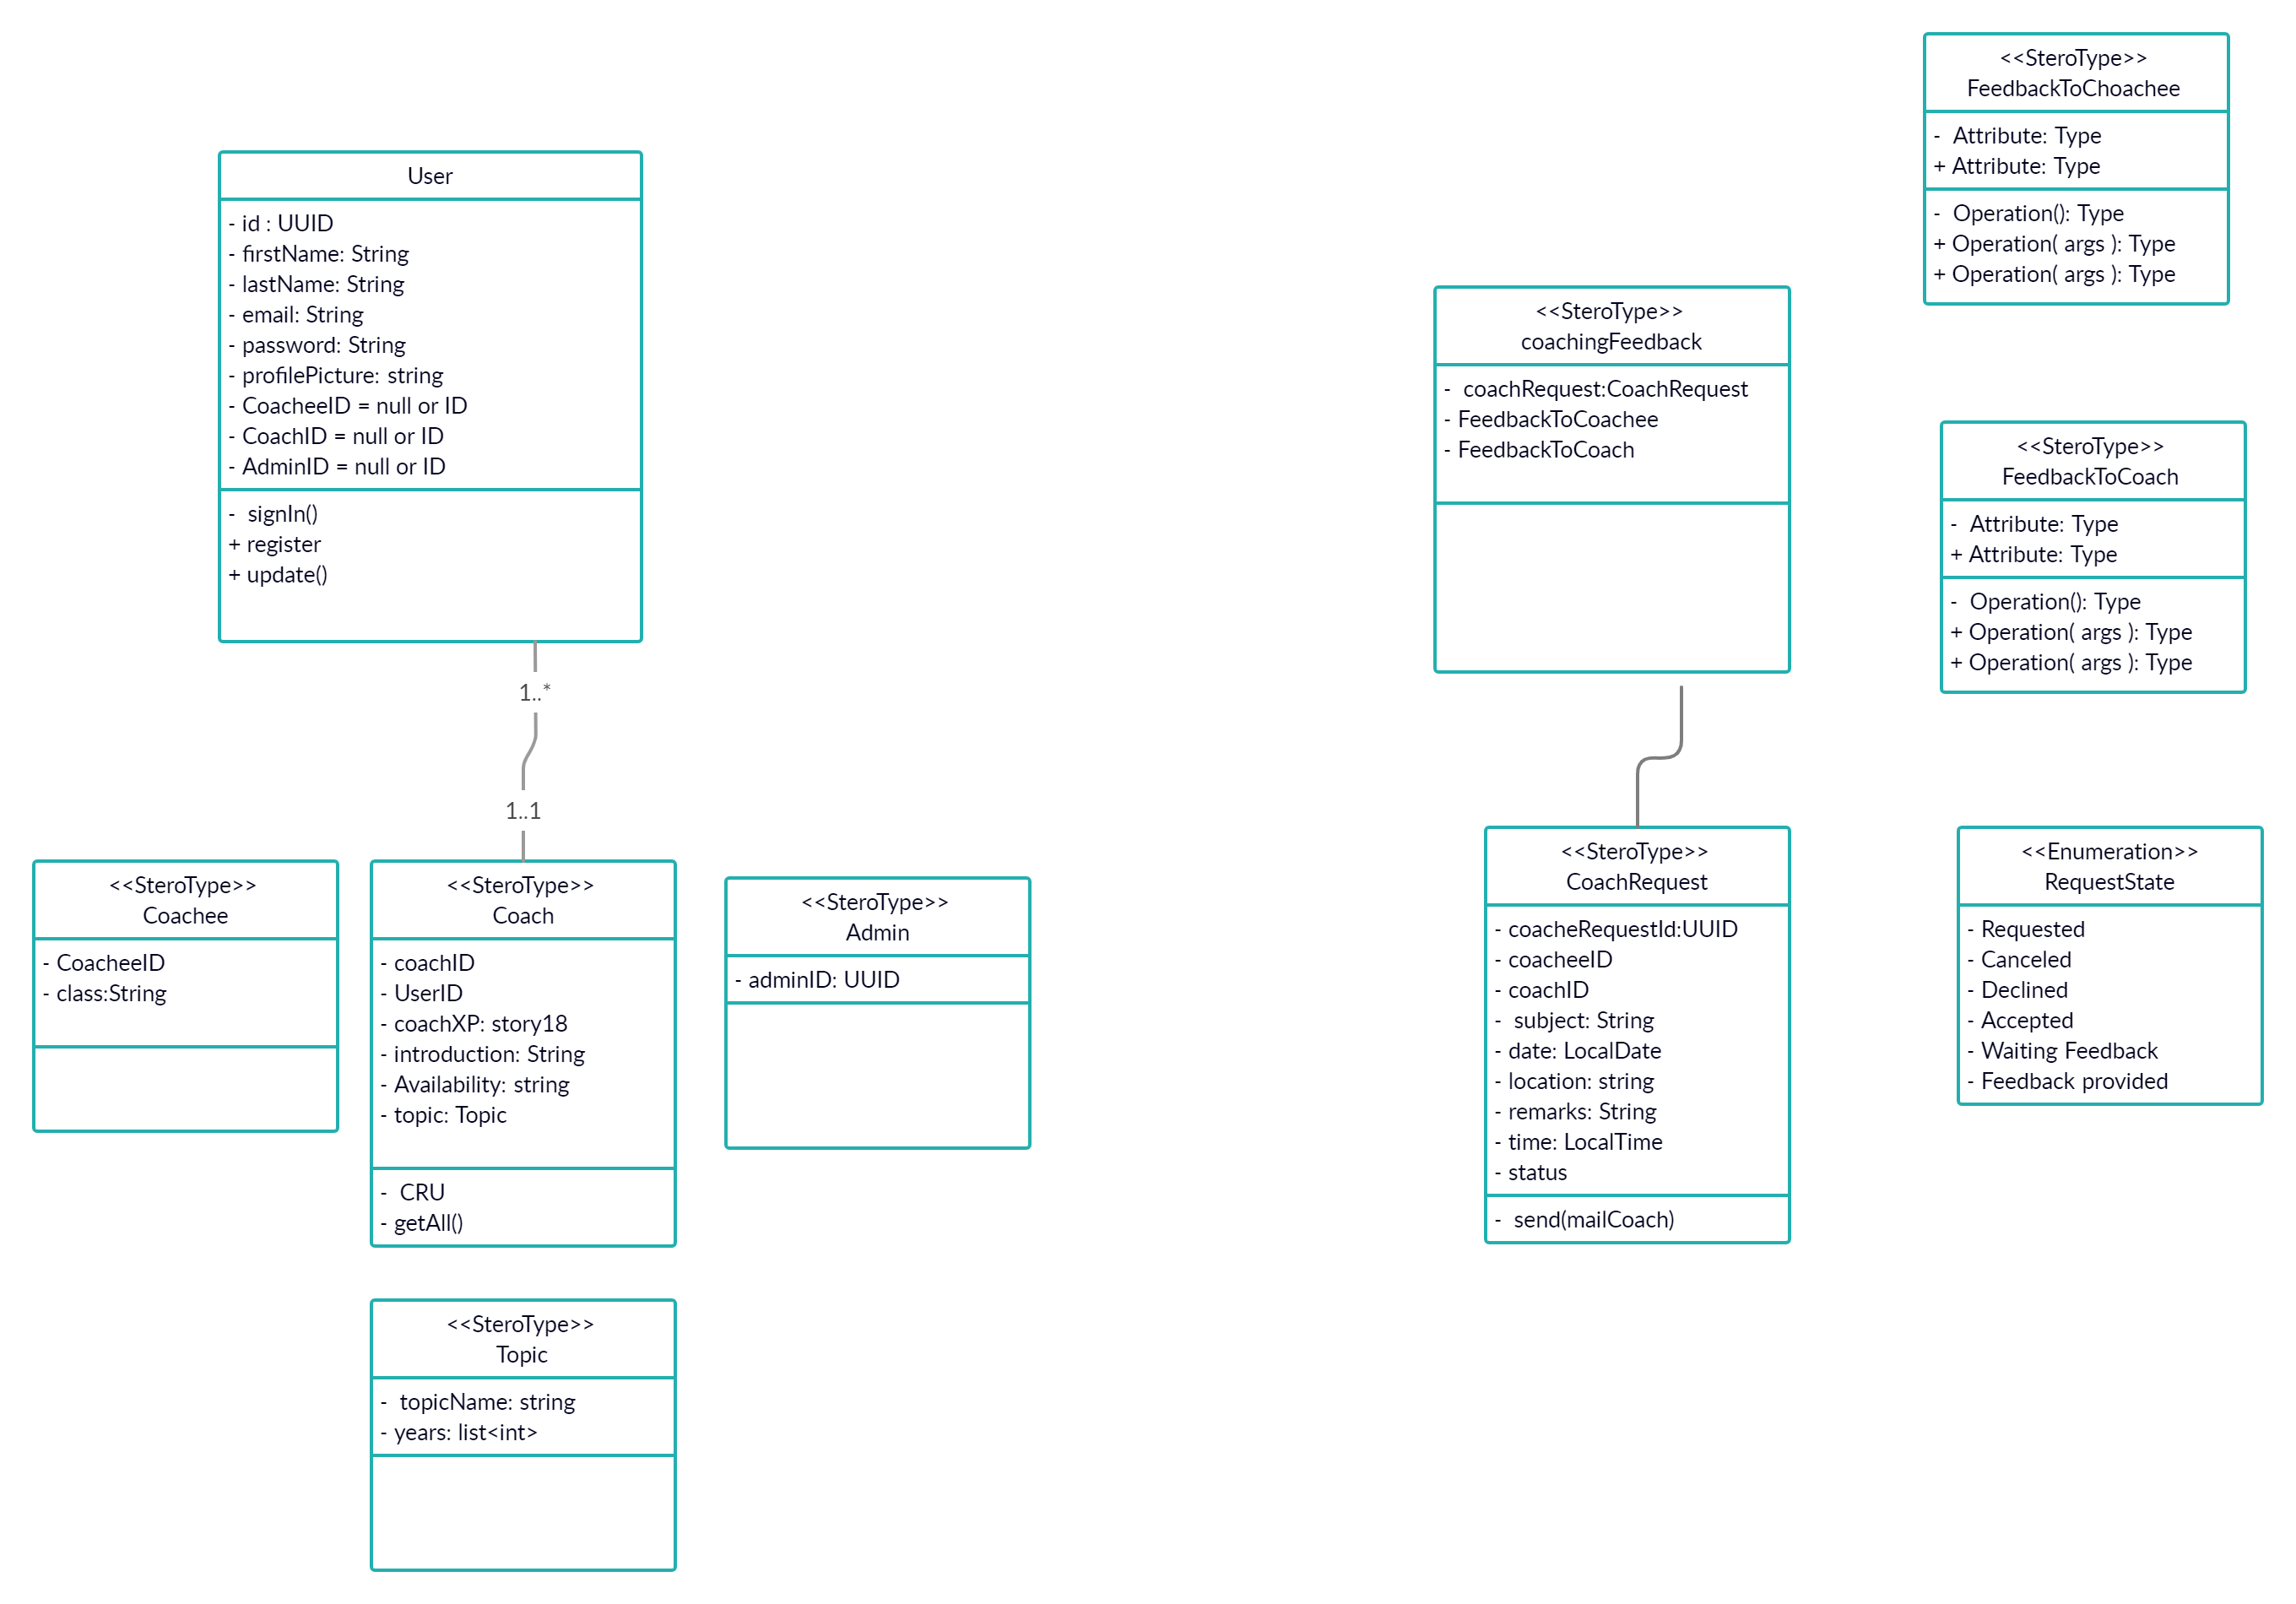 User
- id : UUID
- firstName: String
- lastName: String
- email: String
- password: String
- profilePicture: string
- CoacheeID = null or ID
- CoachID = null or ID
- AdminID = null or ID
- signIn()
+ register
+ update()
1..*
1..1
<<SteroType>>
Coachee
- CoacheeID
- class:String
<<SteroType>>
Coach
- coachID
- UserID
- coachXP: story18
- introduction: String
- Availability: string
- topic: Topic
- CRU
- getAll()
<<SteroType>>
Admin
- adminID: UUID
<<SteroType>>
Topic
- topicName: string
- years: list<int>
<<SteroType>>
coachingFeedback
- coachRequest:CoachRequest
- FeedbackToCoachee
- FeedbackToCoach
<<SteroType>>
CoachRequest
- coacheRequestId:UUID
- coacheeID
- coachID
- subject: String
- date: LocalDate
- location: string
- remarks: String
- time: LocalTime
- status
- send(mailCoach)
<<SteroType>>
FeedbackToChoachee
- Attribute: Type
+ Attribute: Type
- Operation(): Type
+ Operation( args ): Type
+ Operation( args ): Type
<<SteroType>>
FeedbackToCoach
- Attribute: Type
+ Attribute: Type
- Operation(): Type
+ Operation( args ): Type
+ Operation( args ): Type
<<Enumeration>>
RequestState
- Requested
- Canceled
- Declined
- Accepted
- Waiting Feedback
- Feedback provided